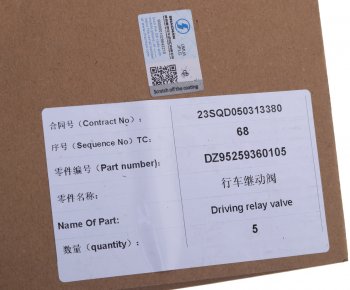 Scratch off the coating
合同号（Contract No）： 23SQD050313380
序号（Sequence No）TC： 68
零件编号（Part number）： DZ95259360105
零件名称： 行车继动阀
Name Of Part: Driving relay valve
数量（quantity）： 5